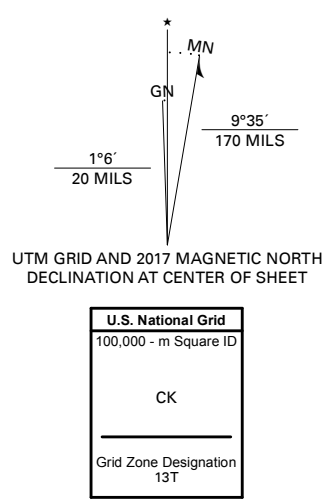 ★
MN
GN
9°35´
170 MILS
1°6´
20 MILS
UTM GRID AND 2017 MAGNETIC NORTH
DECLINATION AT CENTER OF SHEET
U.S. National Grid
100,000 - m Square ID
CK
Grid Zone Designation
13T